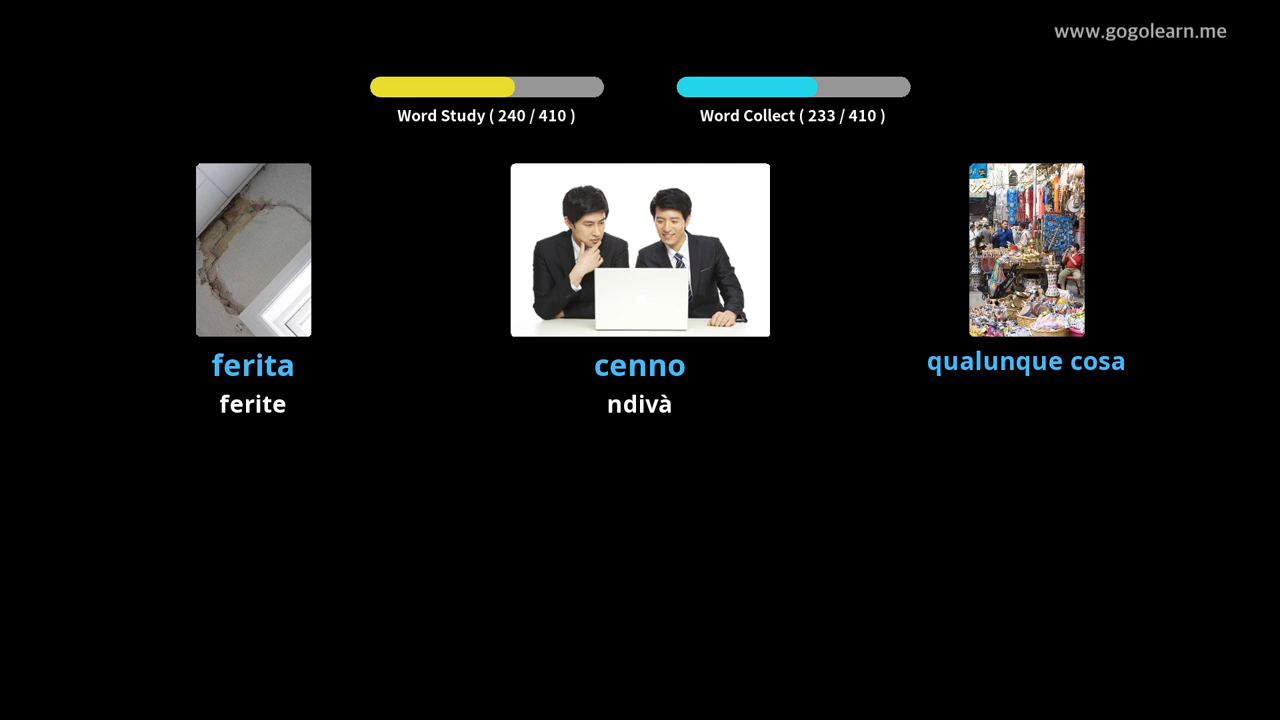 www.gogolearn.me
Word Study ( 240 / 410 )
Word Collect ( 233 / 410 )
ferita
ferite
cenno
ndivà
qualunque cosa